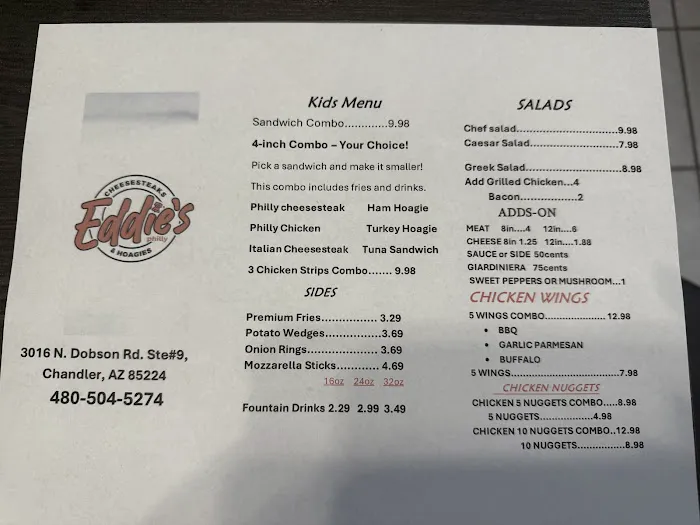 CHEESESTEAKS
Eddie's
philly
& HOAGIES
3016 N. Dobson Rd. Ste#9,
Chandler, AZ 85224
480-504-5274
Kids Menu
Sandwich Combo............9.98
4-inch Combo – Your Choice!
Pick a sandwich and make it smaller!
This combo includes fries and drinks.
Philly cheesesteak Ham Hoagie
Philly Chicken Turkey Hoagie
Italian Cheesesteak Tuna Sandwich
3 Chicken Strips Combo....... 9.98
SIDES
Premium Fries................ 3.29
Potato Wedges................3.69
Onion Rings.................... 3.69
Mozzarella Sticks........... 4.69
16oz 24oz 32oz
Fountain Drinks 2.29 2.99 3.49
SALADS
Chef salad................................9.98
Caesar Salad............................7.98
Greek Salad...............................8.98
Add Grilled Chicken...4
Bacon....................2
ADDS-ON
MEAT 8in....4 12in....6
CHEESE 8in 1.25 12in....1.88
SAUCE or SIDE 50cents
GIARDINIERA 75cents
SWEET PEPPERS OR MUSHROOM...1
CHICKEN WINGS
5 WINGS COMBO.................... 12.98
• BBQ
• GARLIC PARMESAN
• BUFFALO
5 WINGS...................................7.98
CHICKEN NUGGETS
CHICKEN 5 NUGGETS COMBO.....8.98
5 NUGGETS....................4.98
CHICKEN 10 NUGGETS COMBO..12.98
10 NUGGETS.................8.98